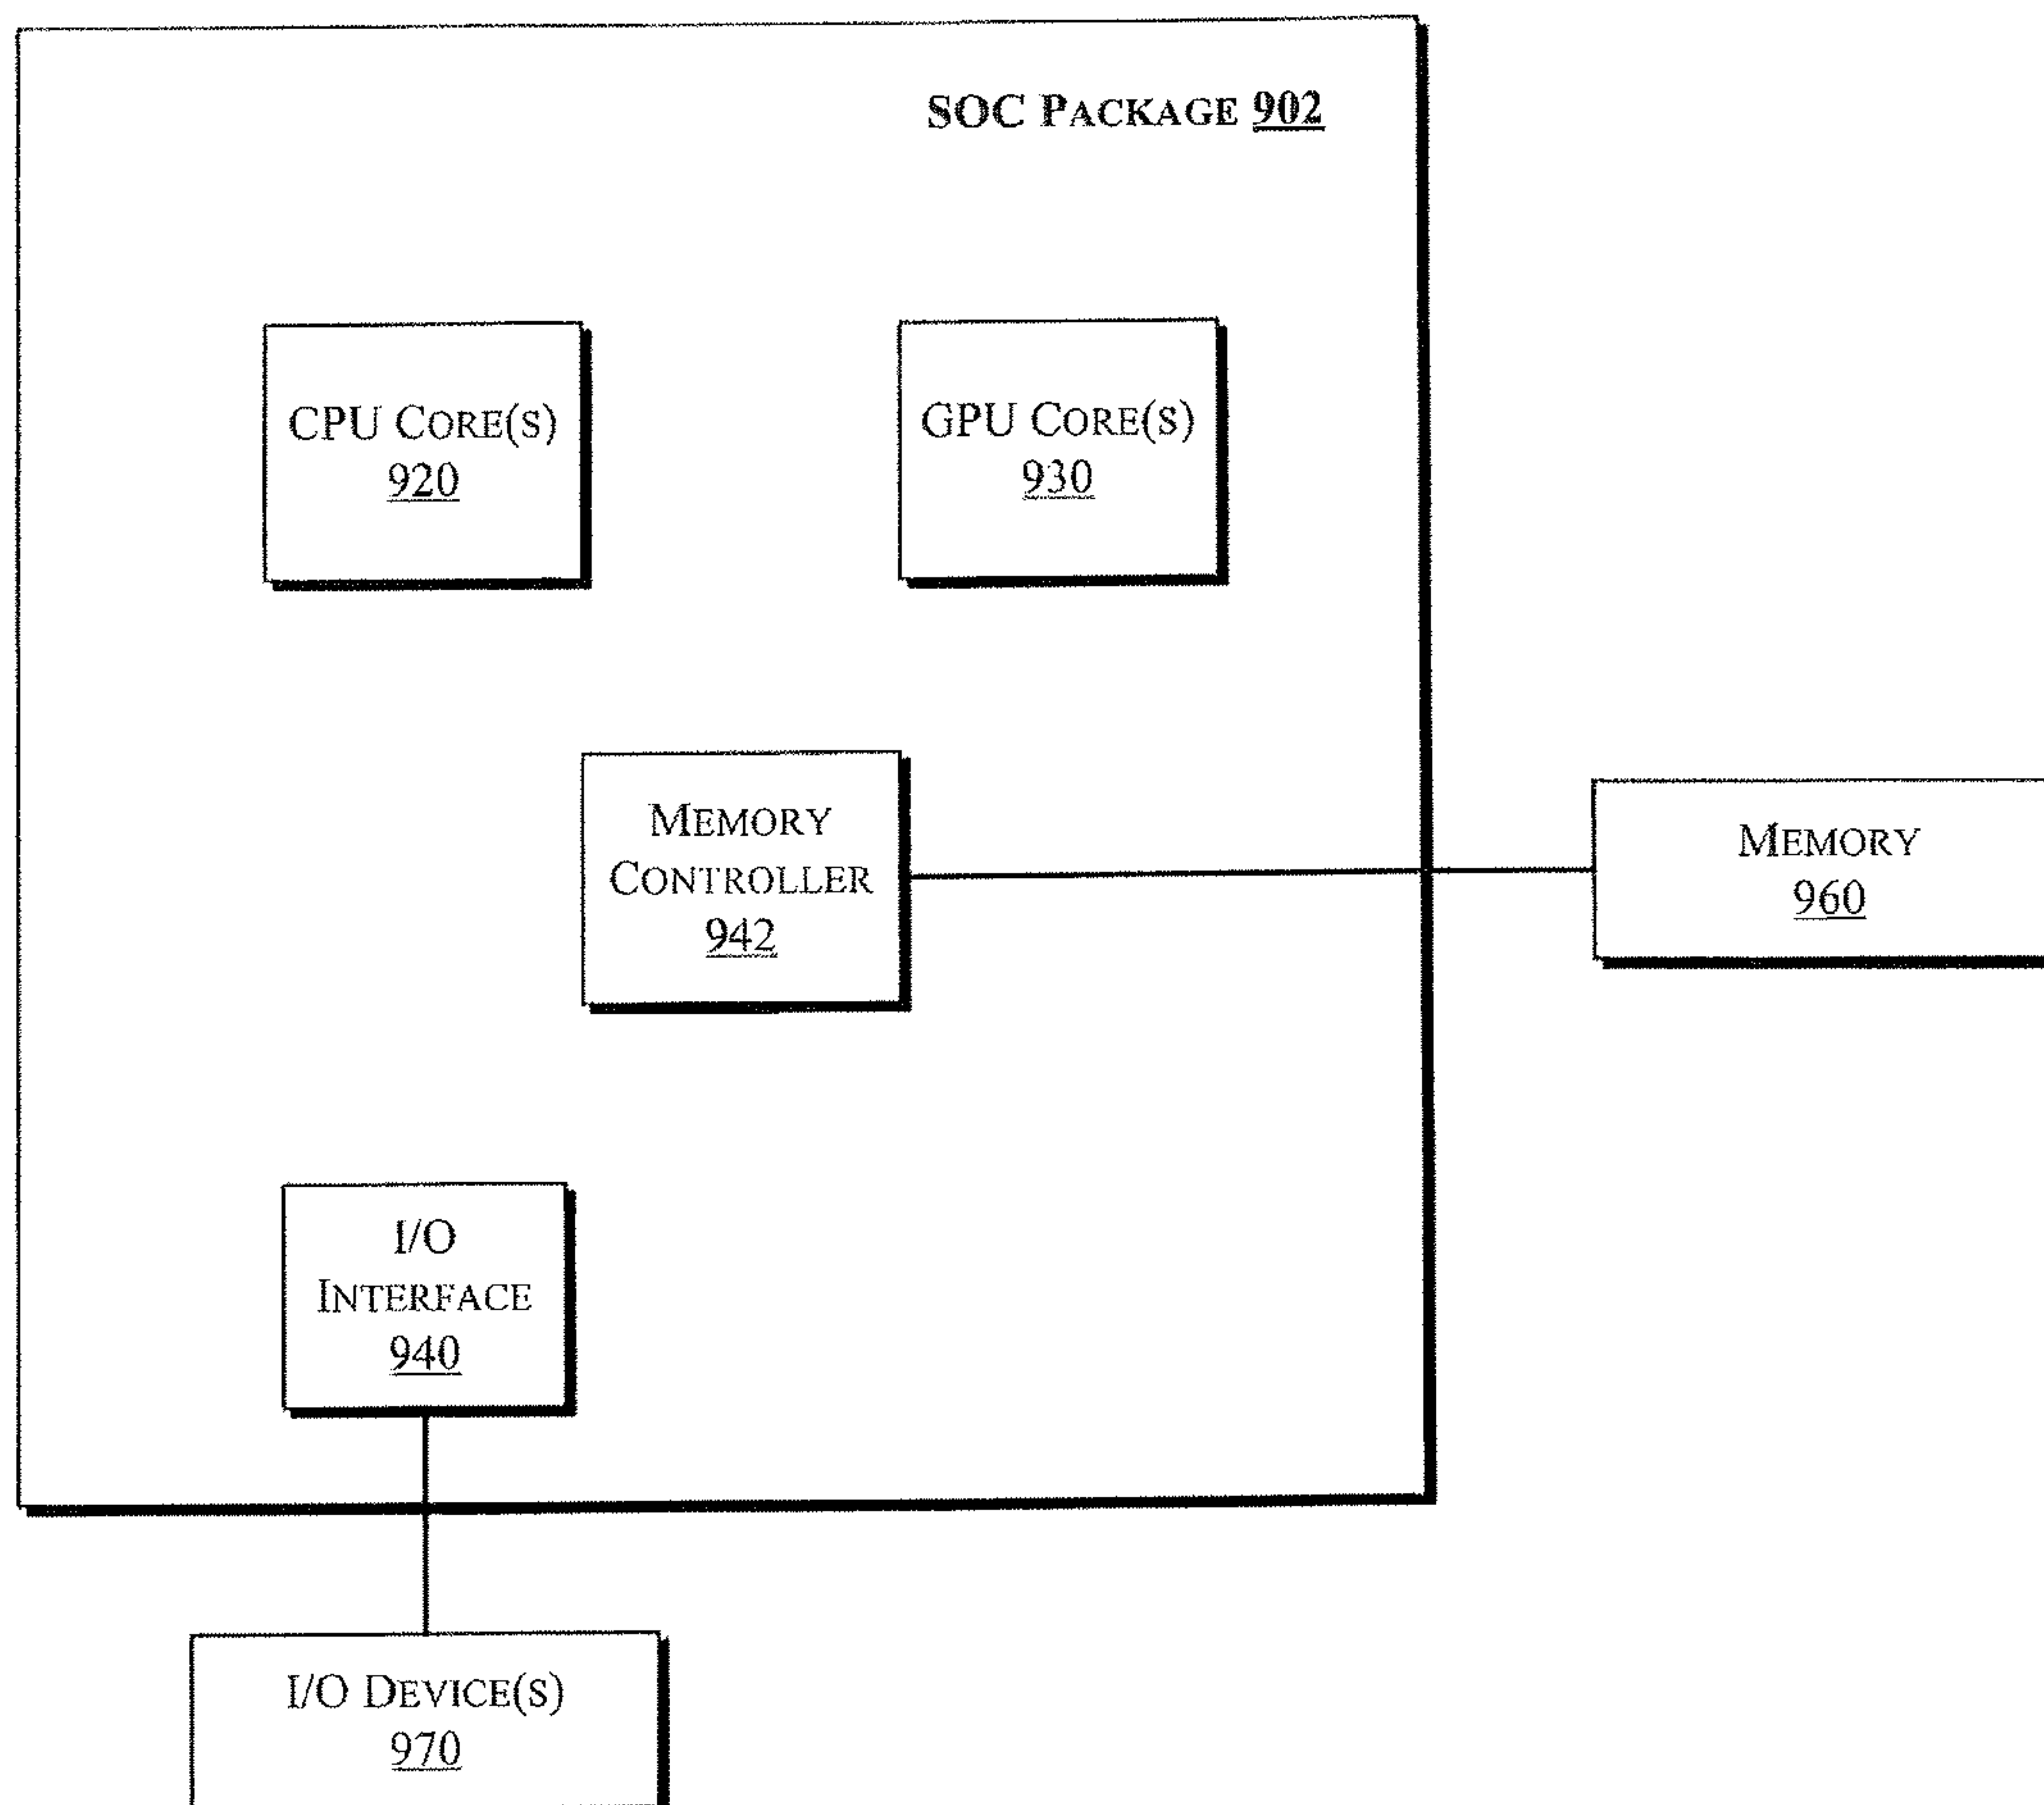 SOC PACKAGE 902
CPU CORE(S)
920
GPU CORE(S)
930
MEMORY
CONTROLLER
942
MEMORY
960
I/O
INTERFACE
940
I/O DEVICE(S)
970